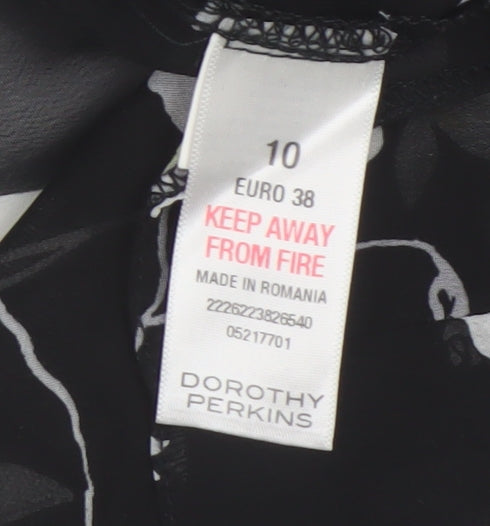 10
EURO 38
KEEP AWAY
FROM FIRE
MADE IN ROMANIA
2226223826540
05217701
DOROTHY
PERKINS